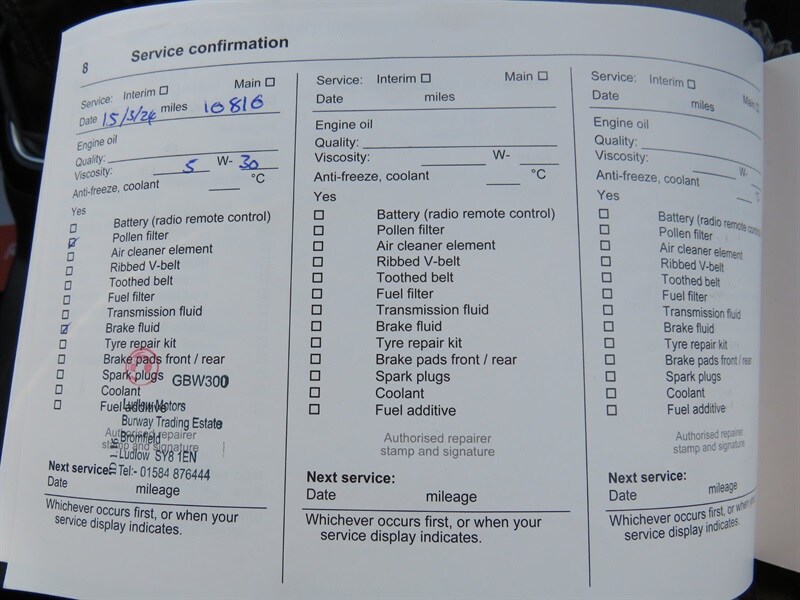 8 Service confirmation
Service: Interim ☐ Main ☐
Date 15/3/24 miles 10816
Engine oil
Quality:
Viscosity: 5 W- 30
Anti-freeze, coolant °C
Yes
Battery (radio remote control)
Pollen filter
Air cleaner element
Ribbed V-belt
Toothed belt
Fuel filter
Transmission fluid
Brake fluid
Tyre repair kit
Brake pads front / rear
Spark plugs
GBW300
Coolant
Fuel additive
Ludlow Motors
Burway Trading Estate
Authorised repairer
Bromfield
stamp and signature
Ludlow SY8 1EN
Next service:
Tel:- 01584 876444
Date mileage
Whichever occurs first, or when your
service display indicates.
Service: Interim ☐ Main ☐
Date miles
Engine oil
Quality:
Viscosity: W-
Anti-freeze, coolant °C
Yes
Battery (radio remote control)
Pollen filter
Air cleaner element
Ribbed V-belt
Toothed belt
Fuel filter
Transmission fluid
Brake fluid
Tyre repair kit
Brake pads front / rear
Spark plugs
Coolant
Fuel additive
Authorised repairer
stamp and signature
Next service:
Date mileage
Whichever occurs first, or when your
service display indicates.
Service: Interim ☐
Date miles
Engine oil
Quality:
Viscosity: W-
Anti-freeze, coolant °C
Yes
Battery (radio remote
Pollen filter
Air cleaner element
Ribbed V-belt
Toothed belt
Fuel filter
Transmission fluid
Brake fluid
Tyre repair kit
Brake pads front / rear
Spark plugs
Coolant
Fuel additive
Authorised repairer
stamp and signature
Next service:
Date mileage
Whichever occurs first, or when your
service display indicates.